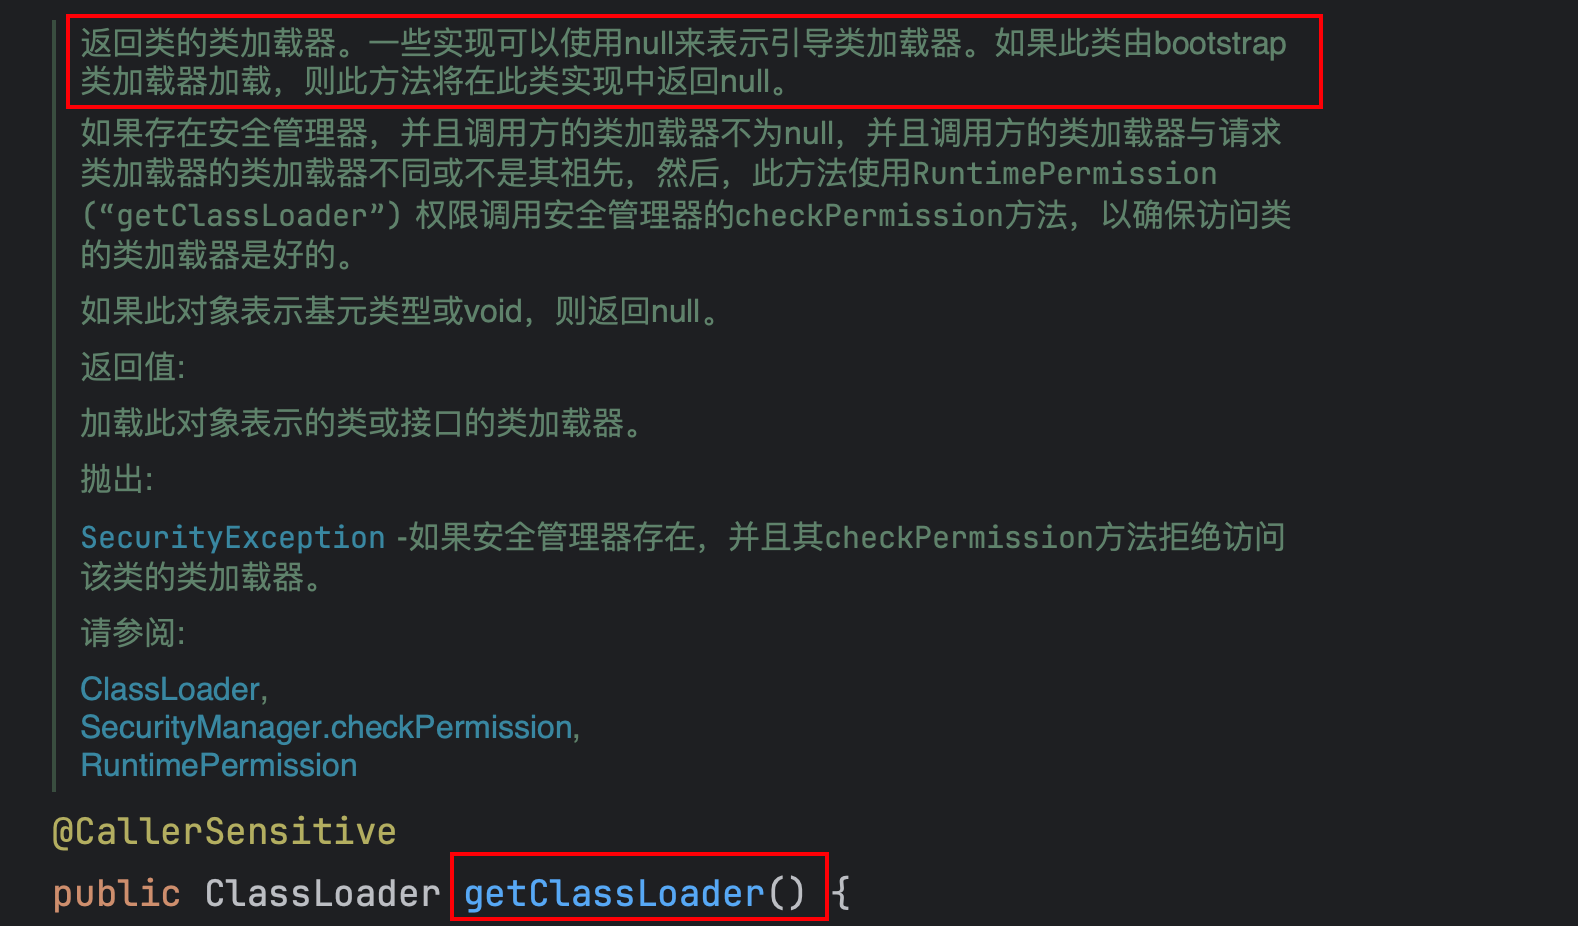 返回类的类加载器。一些实现可以使用null来表示引导类加载器。如果此类由bootstrap
类加载器加载，则此方法将在此类实现中返回null。
如果存在安全管理器，并且调用方的类加载器不为null，并且调用方的类加载器与请求
类加载器的类加载器不同或不是其祖先，然后，此方法使用RuntimePermission
(“getClassLoader”) 权限调用安全管理器的checkPermission方法，以确保访问类
的类加载器是好的。
如果此对象表示基元类型或void，则返回null。
返回值:
加载此对象表示的类或接口的类加载器。
抛出:
SecurityException -如果安全管理器存在，并且其checkPermission方法拒绝访问
该类的类加载器。
请参阅:
ClassLoader,
SecurityManager.checkPermission,
RuntimePermission
@CallerSensitive
public ClassLoader getClassLoader() {